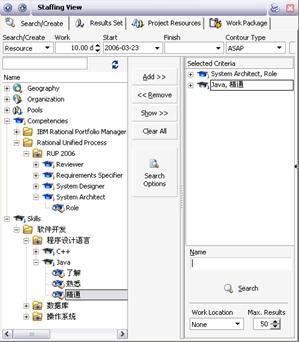 Staffing View
Search/Create
Results Set
Project Resources
Work Package
Search/Create
Work
Start
Finish
Contour Type
Resource
10.00 d
2006-03-23
ASAP
Name
Geography
Organization
Pools
Competencies
IBM Rational Portfolio Manager
Rational Unified Process
RUP 2006
Reviewer
Requirements Specifier
System Designer
System Architect
Role
Skills
软件开发
程序设计语言
C++
Java
了解
熟悉
精通
数据库
操作系统
Add >>
<< Remove
Show >>
Clear All
Search
Options
Selected Criteria
System Architect, Role
Java, 精通
Name
Search
Work Location
Max. Results
None
50